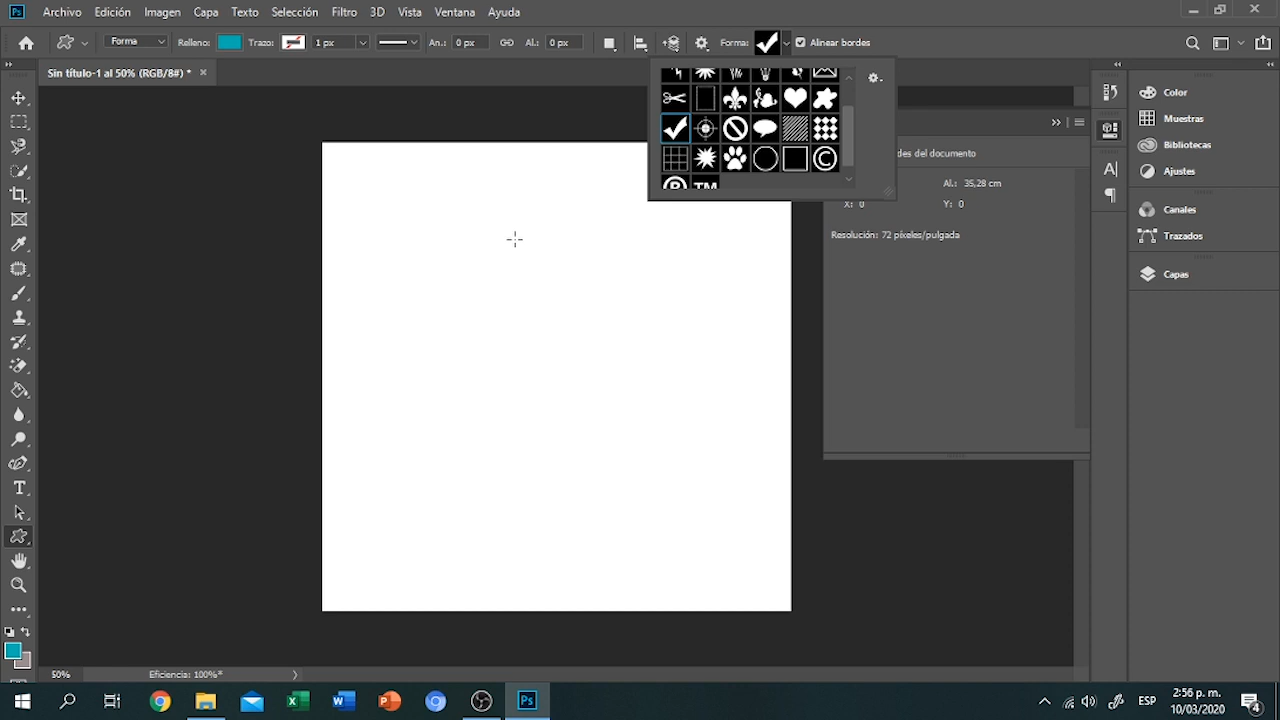 Ps Archivo Edición Imagen Capa Texto Selección Filtro 3D Vista Ventana Ayuda
Forma Relleno: Trazo: 1 px An.: 0 px Al.: 0 px Forma: Alinear bordes
Sin título-1 al 50% (RGB/8#) * ×
des del documento
Al.: 35,28 cm
X: 0 Y: 0
Resolución: 72 píxeles/pulgada
Color
Muestras
Bibliotecas
Ajustes
Canales
Trazados
Capas
50% Eficiencia: 100%*
ESP
2:56 p. m.
10/03/2020
4